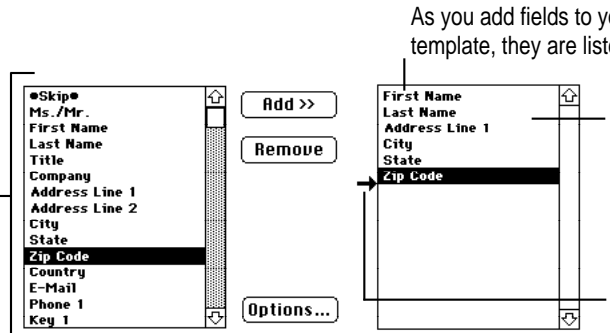 As you add fields to
template, they are
●Skip●
Ms./Mr.
First Name
Last Name
Title
Company
Address Line 1
Address Line 2
City
State
Zip Code
Country
E-Mail
Phone 1
Key 1
Add >>
Remove
Options...
First Name
Last Name
Address Line 1
City
State
Zip Code